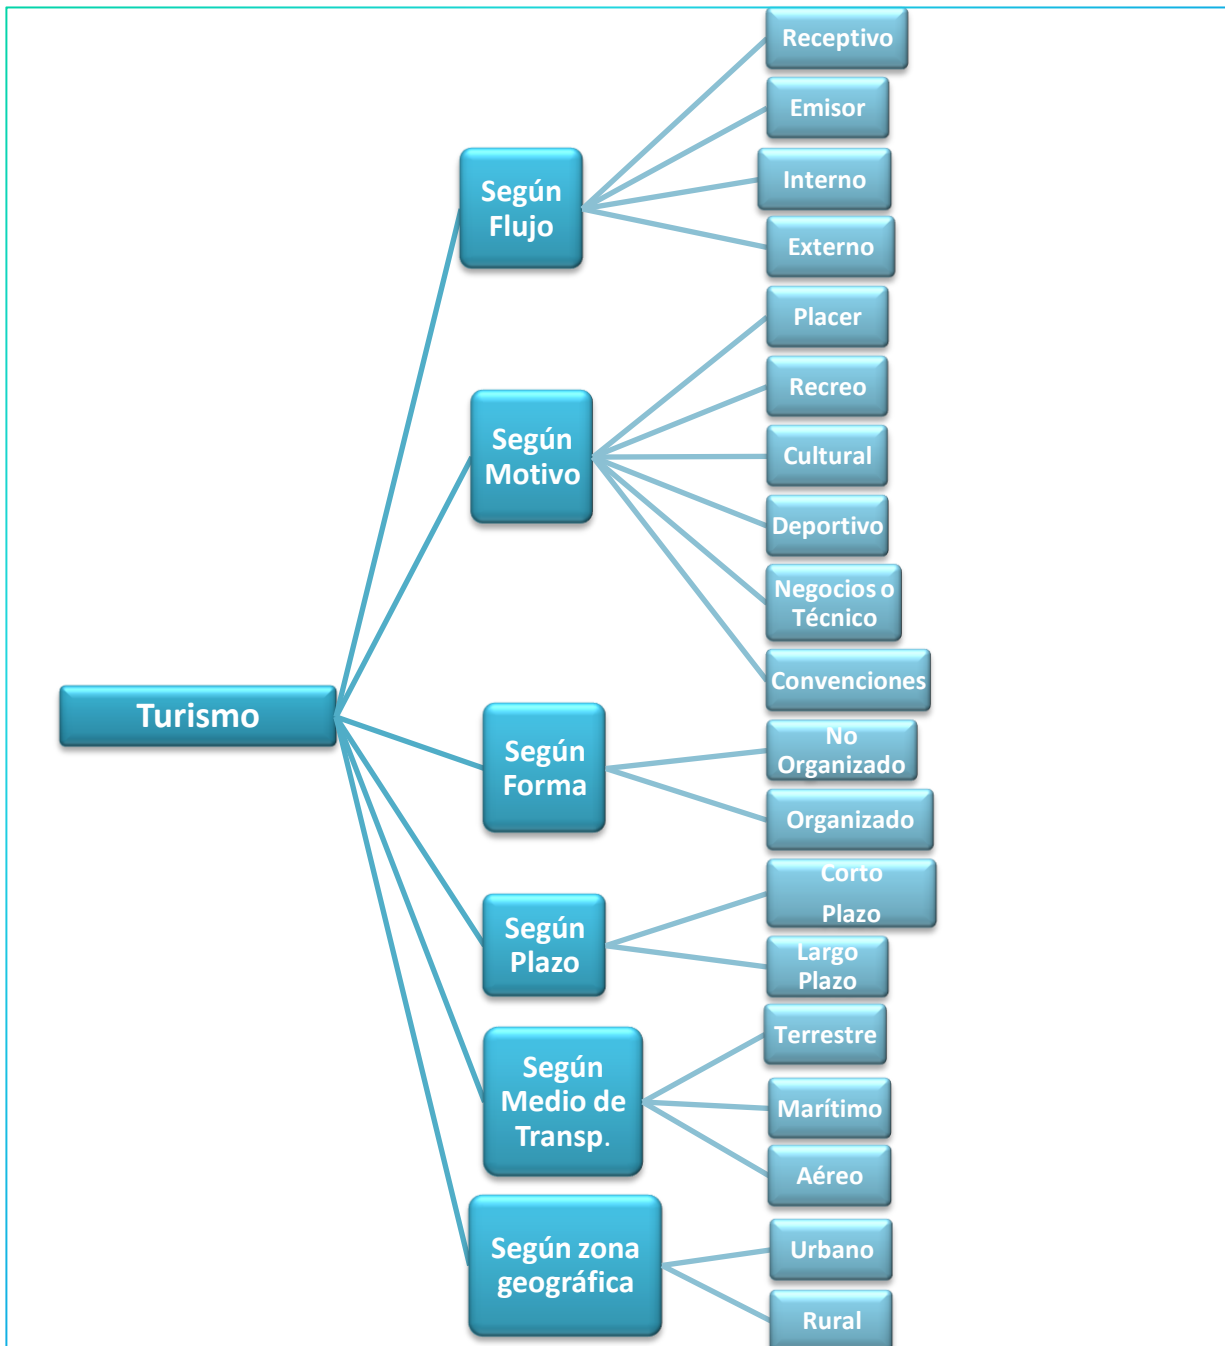 Turismo
Según
Flujo
Receptivo
Emisor
Interno
Externo
Según
Motivo
Placer
Recreo
Cultural
Deportivo
Negocios o
Técnico
Convenciones
Según
Forma
No
Organizado
Organizado
Según
Plazo
Corto
Plazo
Largo
Plazo
Según
Medio de
Transp.
Terrestre
Marítimo
Aéreo
Según zona
geográfica
Urbano
Rural